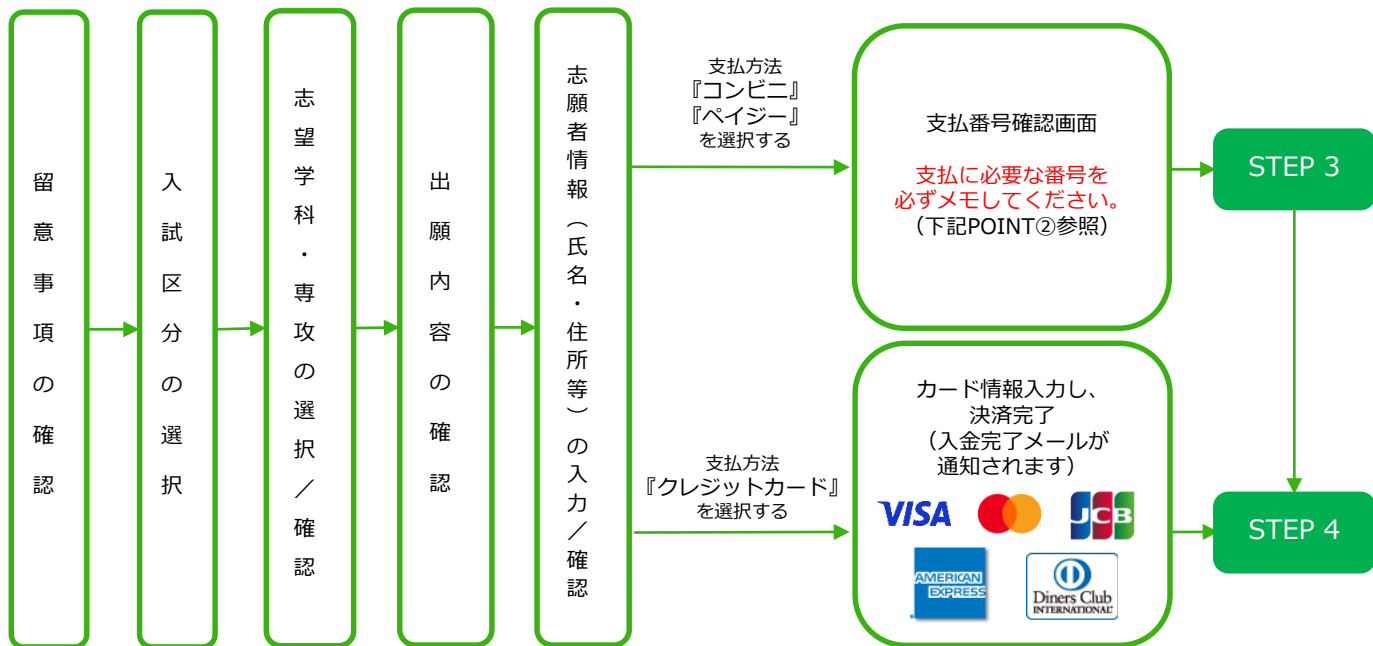 留意事項の確認
入試区分の選択
志望学科・専攻の選択／確認
出願内容の確認
志願者情報（氏名・住所等）の入力／確認
支払方法
『コンビニ』
『ペイジー』
を選択する
支払番号確認画面
支払に必要な番号を
必ずメモしてください。
（下記POINT②参照）
STEP 3
支払方法
『クレジットカード』
を選択する
カード情報入力し、
決済完了
（入金完了メールが
通知されます）
VISA
JCB
AMERICAN
EXPRESS
Diners Club
INTERNATIONAL
STEP 4